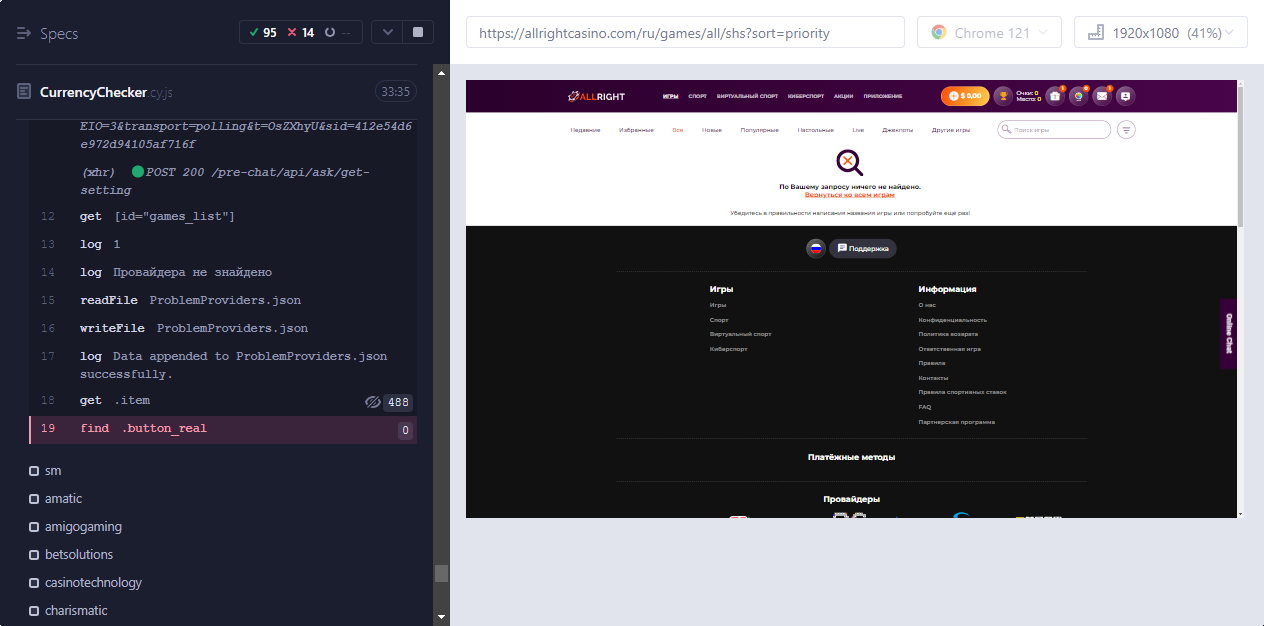 Specs
95
14
--
CurrencyChecker.cy.js
33:35
EIO=3&transport=polling&t=OsZXhyU&sid=412e54d6
e972d94105af716f
(xhr) POST 200 /pre-chat/api/ask/get-
setting
12 get [id="games_list"]
13 log 1
14 log Провайдера не знайдено
15 readFile ProblemProviders.json
16 writeFile ProblemProviders.json
17 log Data appended to ProblemProviders.json
successfully.
18 get .item 488
19 find .button_real 0
sm
amatic
amigogaming
betsolutions
casinotechnology
charismatic
https://allrightcasino.com/ru/games/all/shs?sort=priority
Chrome 121
1920x1080 (41%)
ALLRIGHT
ИГРЫ СПОРТ ВИРТУАЛЬНЫЙ СПОРТ КИБЕРСПОРТ АКЦИИ ПРИЛОЖЕНИЕ
$ 0,00
Очки: 0
Место: 0
Недавние Избранные Все Новые Популярные Настольные Live Джекпоты Другие игры
Поиск игры
По Вашему запросу ничего не найдено.
Вернуться ко всем играм
Убедитесь в правильности написания названия игры или попробуйте ещё раз!
Поддержка
Игры
Игры
Спорт
Виртуальный спорт
Киберспорт
Информация
О нас
Конфиденциальность
Политика возврата
Ответственная игра
Правила
Контакты
Правила спортивных ставок
FAQ
Партнерская программа
Online Chat
Платёжные методы
Провайдеры